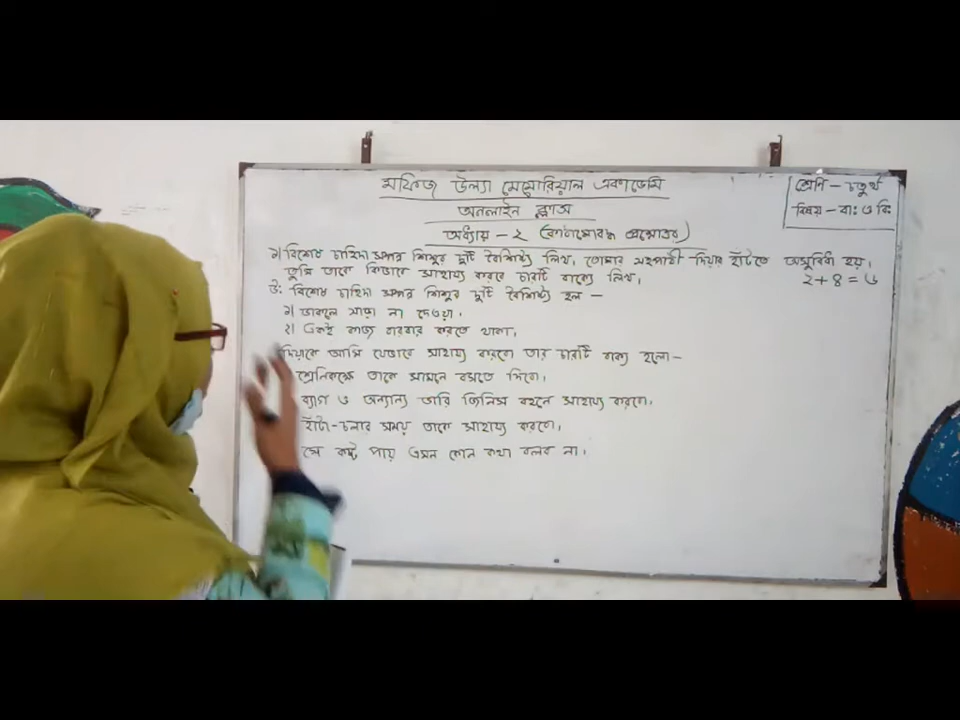 মফিজ উল্যা মেমোরিয়াল একাডেমি
অনলাইন ক্লাস
শ্রেণি - চতুর্থ
বিষয় - বাঃ ও বিঃ
অধ্যায় - ২ (কাঠামোবদ্ধ প্রশ্নোত্তর)
১) বিশেষ চাহিদা সম্পন্ন শিশুর দুটি বৈশিষ্ট্য লিখ, তোমার সহপাঠী দিয়ার হাঁটতে অসুবিধা হয়,
তুমি তাকে কিভাবে সাহায্য করবে চারটি বাক্যে লিখ, ২+৪=৬
উ: বিশেষ চাহিদা সম্পন্ন শিশুর দুটি বৈশিষ্ট্য হল -
১) ডাকলে সাড়া না দেওয়া,
২) একই কাজ বারবার করতে থাকা,
দিয়াকে আমি যেভাবে সাহায্য করবো তার চারটি বাক্য হলো -
শ্রেনিকক্ষে তাকে সামনে বসতে দিবো,
ব্যাগ ও অন্যান্য ভারি জিনিস বহনে সাহায্য করবো,
হাঁটা-চলার সময় তাকে সাহায্য করবো,
সে কষ্ট পায় এমন কোন কথা বলব না,